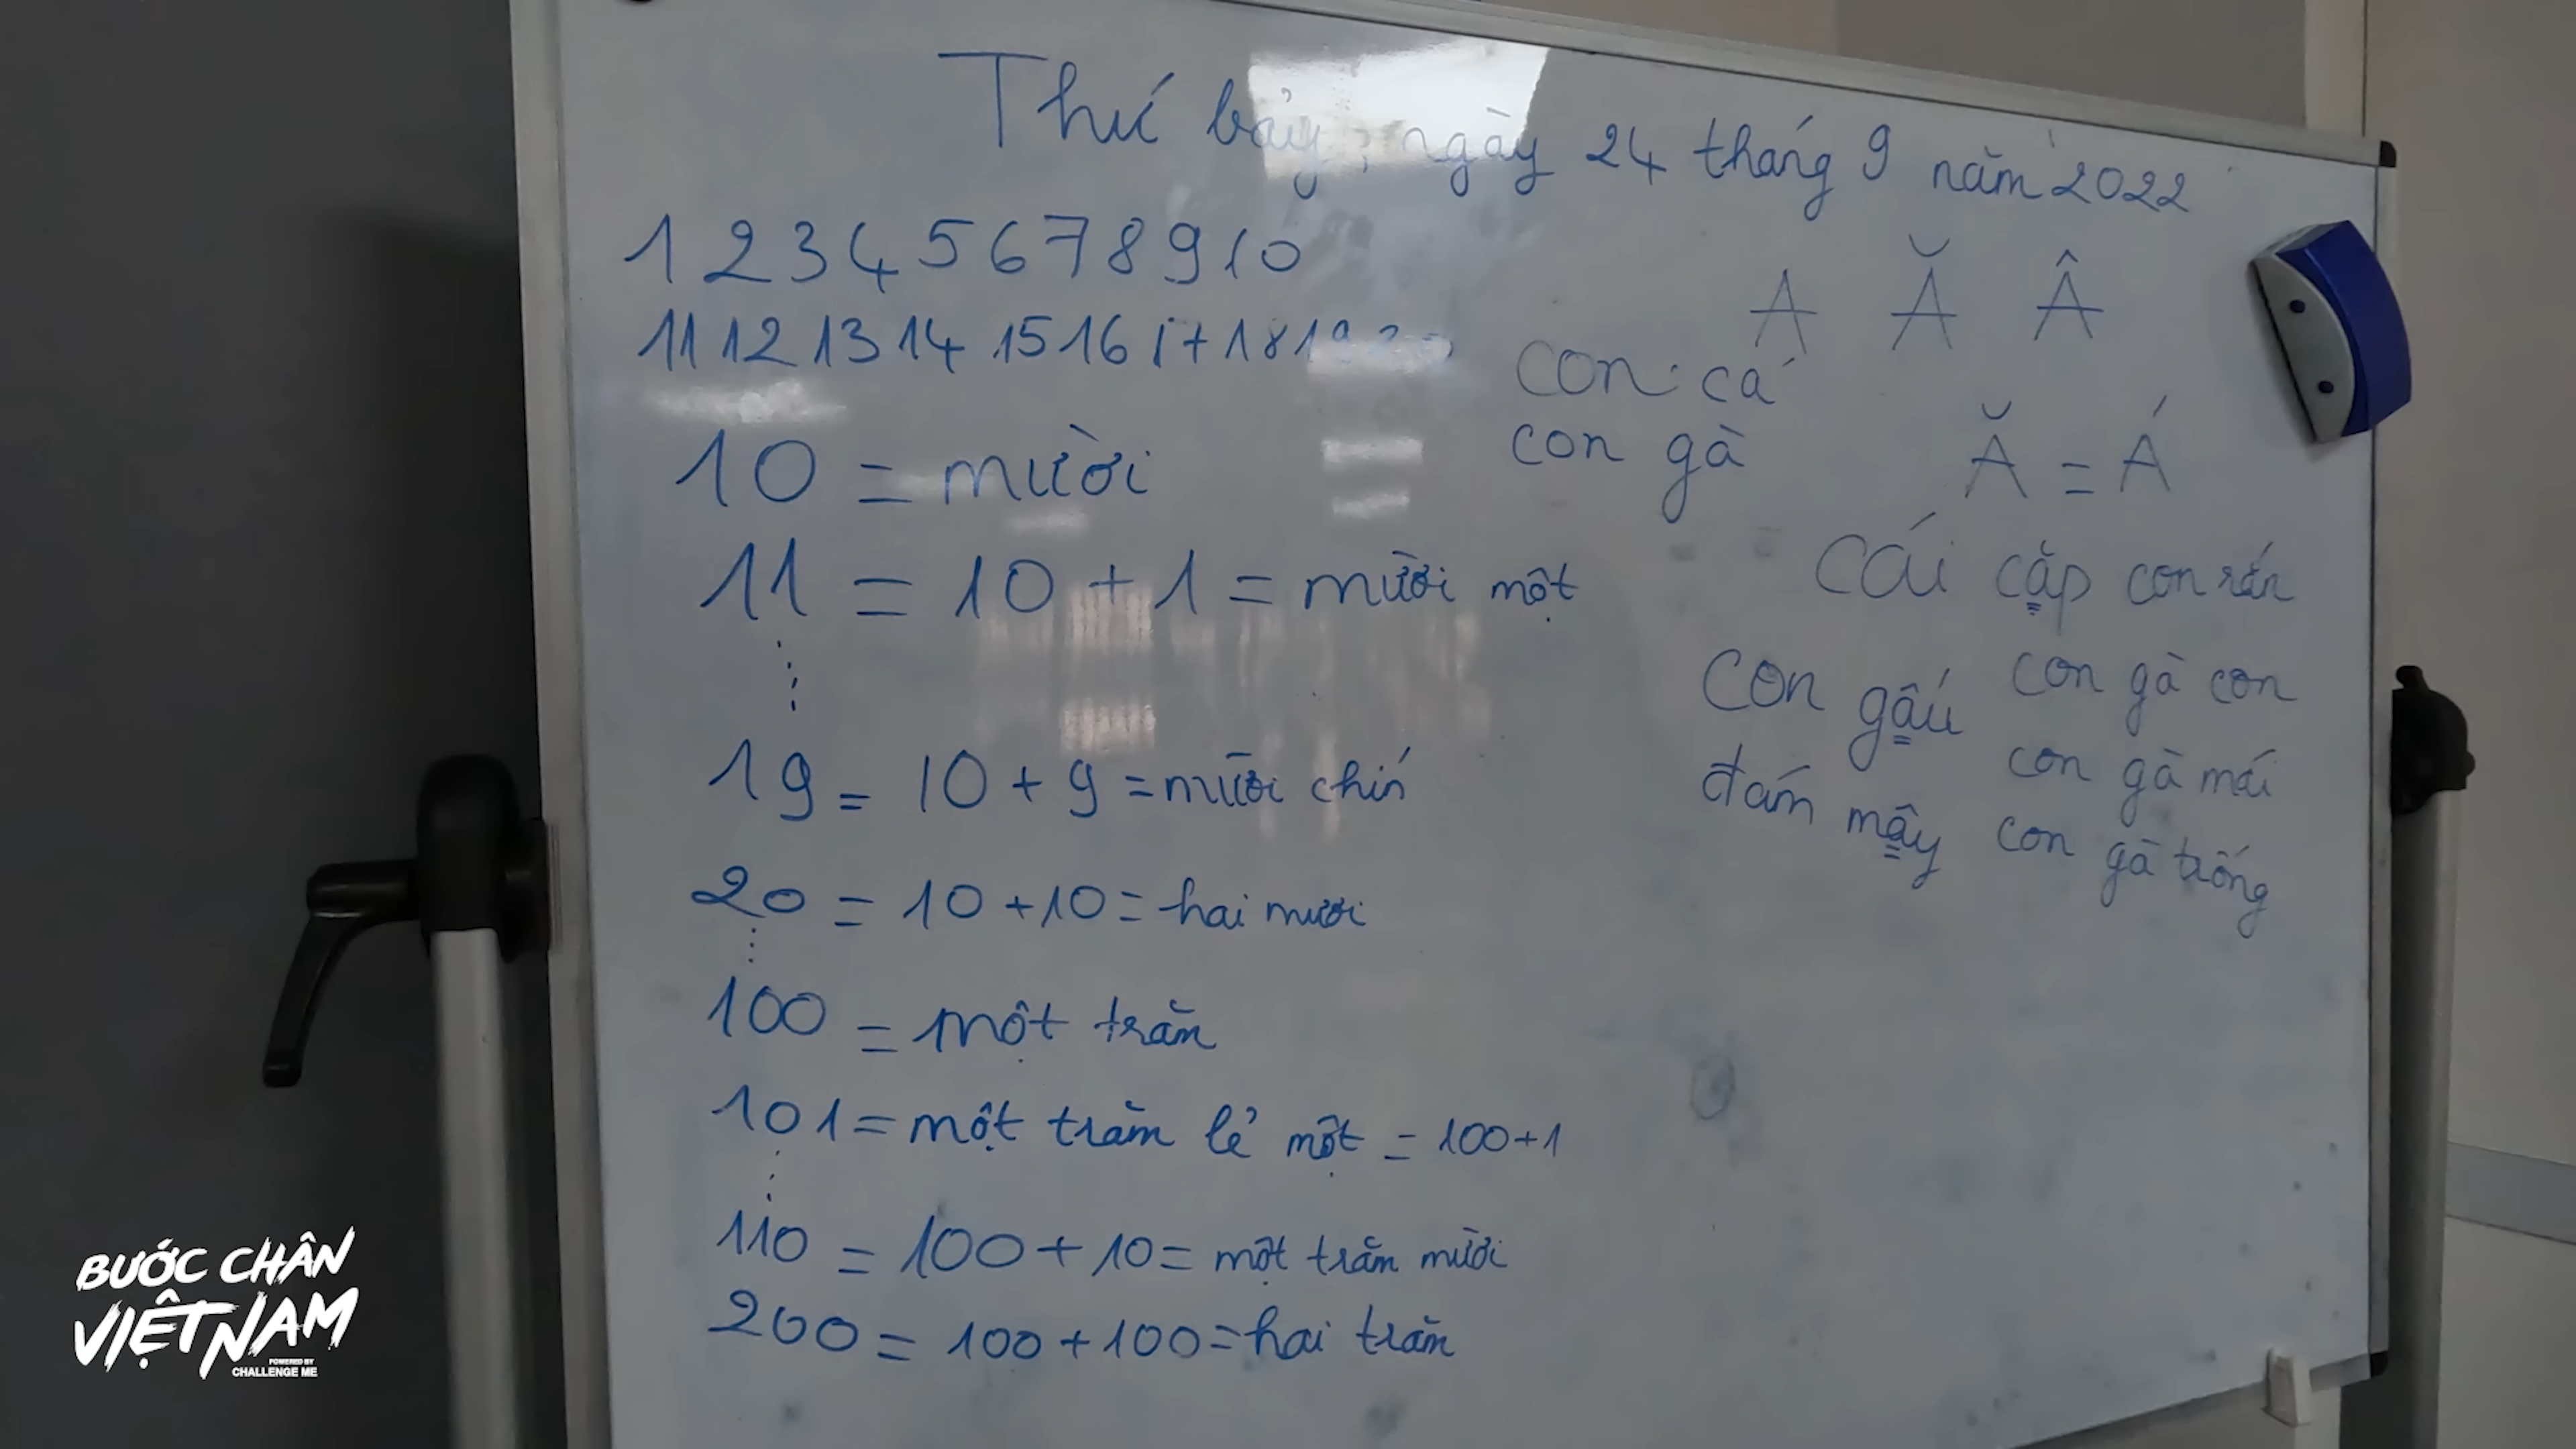 Thứ bảy, ngày 24 tháng 9 năm 2022
1 2 3 4 5 6 7 8 9 10
11 12 13 14 15 16 17 18 19 20
10 = mười
11 = 10 + 1 = mười một
19 = 10 + 9 = mười chín
20 = 10 + 10 = hai mươi
100 = một trăm
101 = một trăm lẻ một = 100 + 1
110 = 100 + 10 = một trăm mười
200 = 100 + 100 = hai trăm
A Ă Â
con cá
con gà
Ă = Á
cái cặp con rắn
con gấu
đám mây
con gà con
con gà mái
con gà trống
BƯỚC CHÂN
VIỆT NAM
POWERED BY
CHALLENGE ME